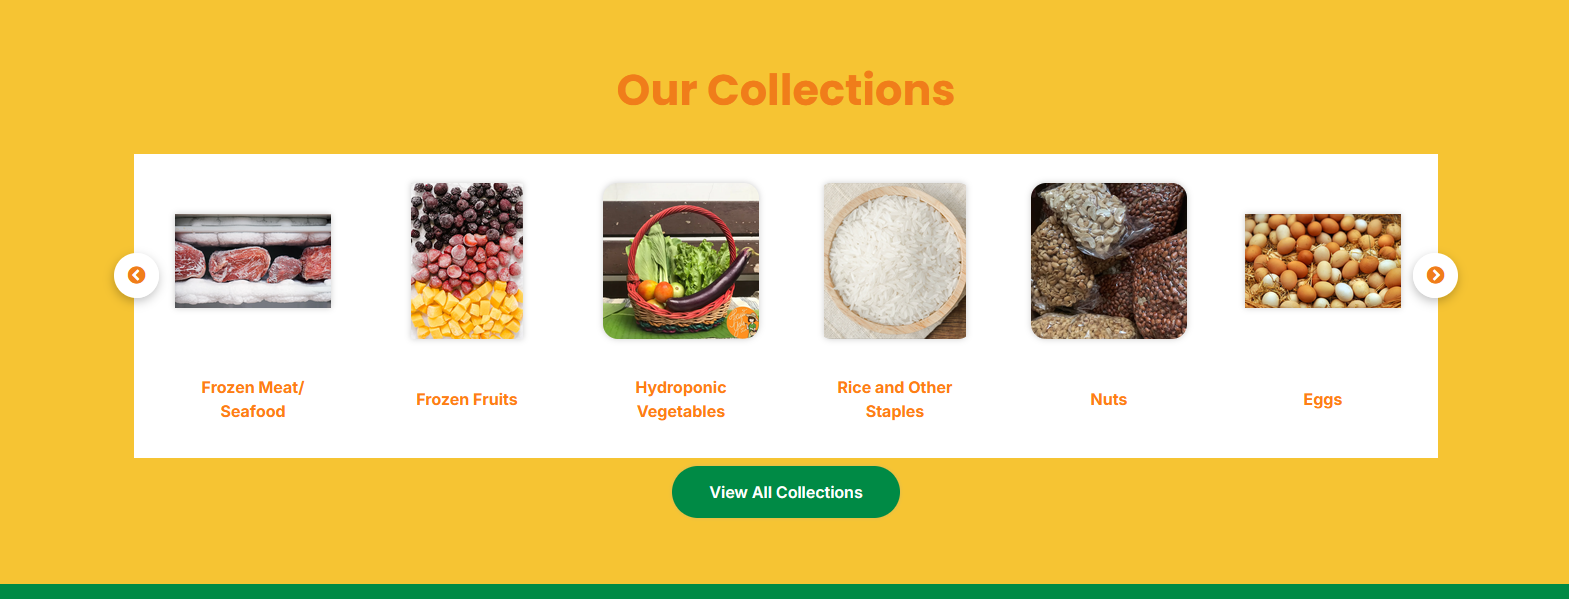 Our Collections
Frozen Meat/
Seafood
Frozen Fruits
Hydroponic
Vegetables
Rice and Other
Staples
Nuts
Eggs
View All Collections